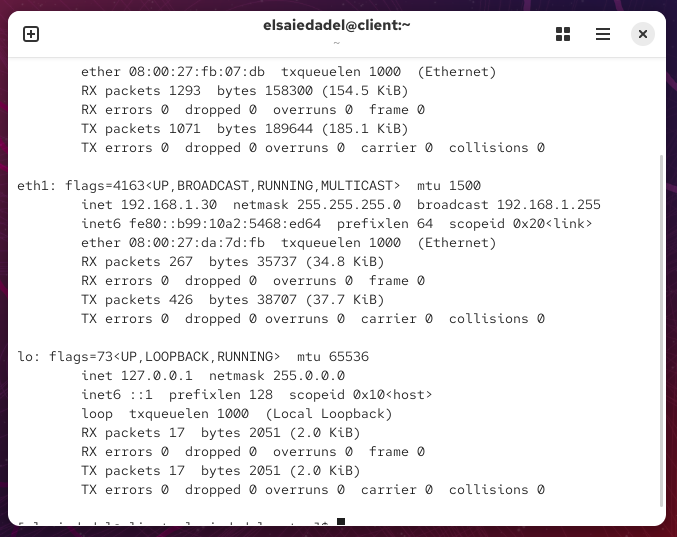 elsaiedadel@client:~
~
ether 08:00:27:fb:07:db txqueuelen 1000 (Ethernet)
RX packets 1293 bytes 158300 (154.5 KiB)
RX errors 0 dropped 0 overruns 0 frame 0
TX packets 1071 bytes 189644 (185.1 KiB)
TX errors 0 dropped 0 overruns 0 carrier 0 collisions 0
eth1: flags=4163<UP,BROADCAST,RUNNING,MULTICAST> mtu 1500
inet 192.168.1.30 netmask 255.255.255.0 broadcast 192.168.1.255
inet6 fe80::b99:10a2:5468:ed64 prefixlen 64 scopeid 0x20<link>
ether 08:00:27:da:7d:fb txqueuelen 1000 (Ethernet)
RX packets 267 bytes 35737 (34.8 KiB)
RX errors 0 dropped 0 overruns 0 frame 0
TX packets 426 bytes 38707 (37.7 KiB)
TX errors 0 dropped 0 overruns 0 carrier 0 collisions 0
lo: flags=73<UP,LOOPBACK,RUNNING> mtu 65536
inet 127.0.0.1 netmask 255.0.0.0
inet6 ::1 prefixlen 128 scopeid 0x10<host>
loop txqueuelen 1000 (Local Loopback)
RX packets 17 bytes 2051 (2.0 KiB)
RX errors 0 dropped 0 overruns 0 frame 0
TX packets 17 bytes 2051 (2.0 KiB)
TX errors 0 dropped 0 overruns 0 carrier 0 collisions 0